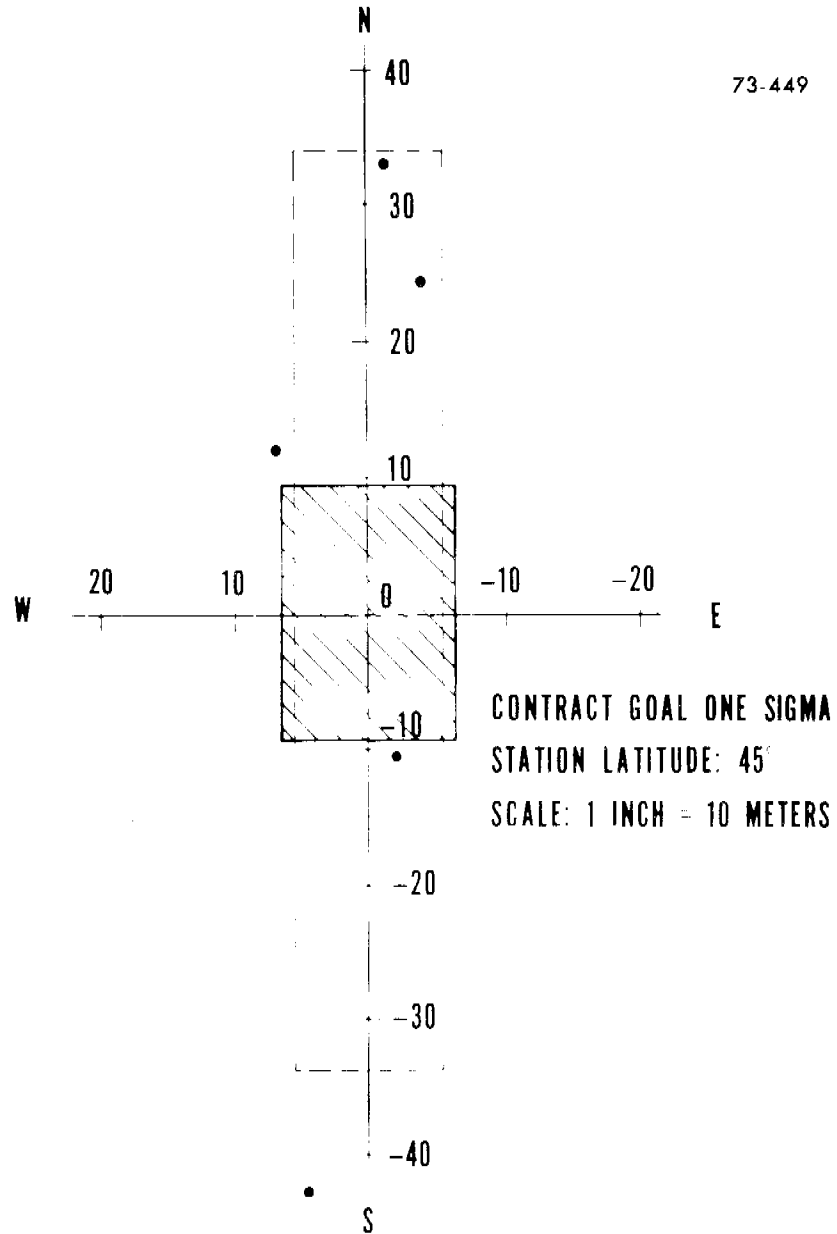 N
40
73-449
30
20
10
20 10 0 -10 -20
W E
-10
CONTRACT GOAL ONE SIGMA
STATION LATITUDE: 45°
SCALE: 1 INCH = 10 METERS
-20
-30
-40
S